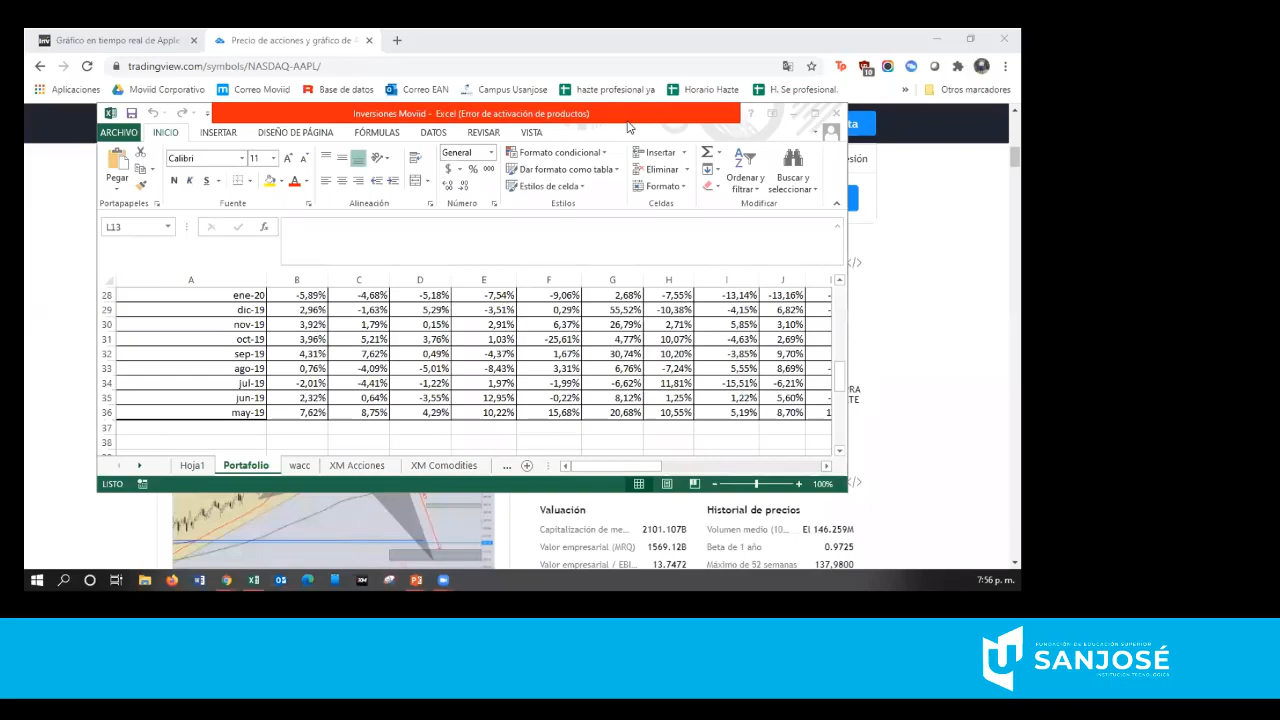 Gráfico en tiempo real de Apple
Precio de acciones y gráfico de A
tradingview.com/symbols/NASDAQ-AAPL/
10
Aplicaciones Moviid Corporativo Correo Moviid Base de datos Correo EAN Campus Usanjose hazte profesional ya Horario Hazte H. Se profesional. » Otros marcadores
Inversiones Moviid - Excel (Error de activación de productos)
ARCHIVO INICIO INSERTAR DISEÑO DE PÁGINA FÓRMULAS DATOS REVISAR VISTA
Pegar
Calibri 11
N K S
General
$ % 000
Formato condicional
Dar formato como tabla
Estilos de celda
Insertar
Eliminar
Formato
Ordenar y filtrar
Buscar y seleccionar
Portapapeles Fuente Alineación Número Estilos Celdas Modificar
L13 fx
A B C D E F G H I J
28 ene-20 -5,89% -4,68% -5,18% -7,54% -9,06% 2,68% -7,55% -13,14% -13,16% -
29 dic-19 2,96% -1,63% 5,29% -3,51% 0,29% 55,52% -10,38% -4,15% 6,82% -
30 nov-19 3,92% 1,79% 0,15% 2,91% 6,37% 26,79% 2,71% 5,85% 3,10%
31 oct-19 3,96% 5,21% 3,76% 1,03% -25,61% 4,77% 10,07% -4,63% 2,69%
32 sep-19 4,31% 7,62% 0,49% -4,37% 1,67% 30,74% 10,20% -3,85% 9,70%
33 ago-19 0,76% -4,09% -5,01% -8,43% 3,31% 6,76% -7,24% 5,55% 8,69% -
34 jul-19 -2,01% -4,41% -1,22% 1,97% -1,99% -6,62% 11,81% -15,51% -6,21% -
35 jun-19 2,32% 0,64% -3,55% 12,95% -0,22% 8,12% 1,25% 1,22% 5,60% -
36 may-19 7,62% 8,75% 4,29% 10,22% 15,68% 20,68% 10,55% 5,19% 8,70% 1
37
38
Hoja1 Portafolio wacc XM Acciones XM Comodities ...
LISTO 100%
ta
esión
</>
RA
TE
</>
Valuación
Capitalización de me... 2101.107B
Valor empresarial (MRQ) 1569.12B
Valor empresarial / EBI... 13.7472
Historial de precios
Volumen medio (10... El 146.259M
Beta de 1 año 0.9725
Máximo de 52 semanas 137,9800
7:56 p. m.
FUNDACIÓN DE EDUCACIÓN SUPERIOR
SANJOSÉ
INSTITUCIÓN TECNOLÓGICA